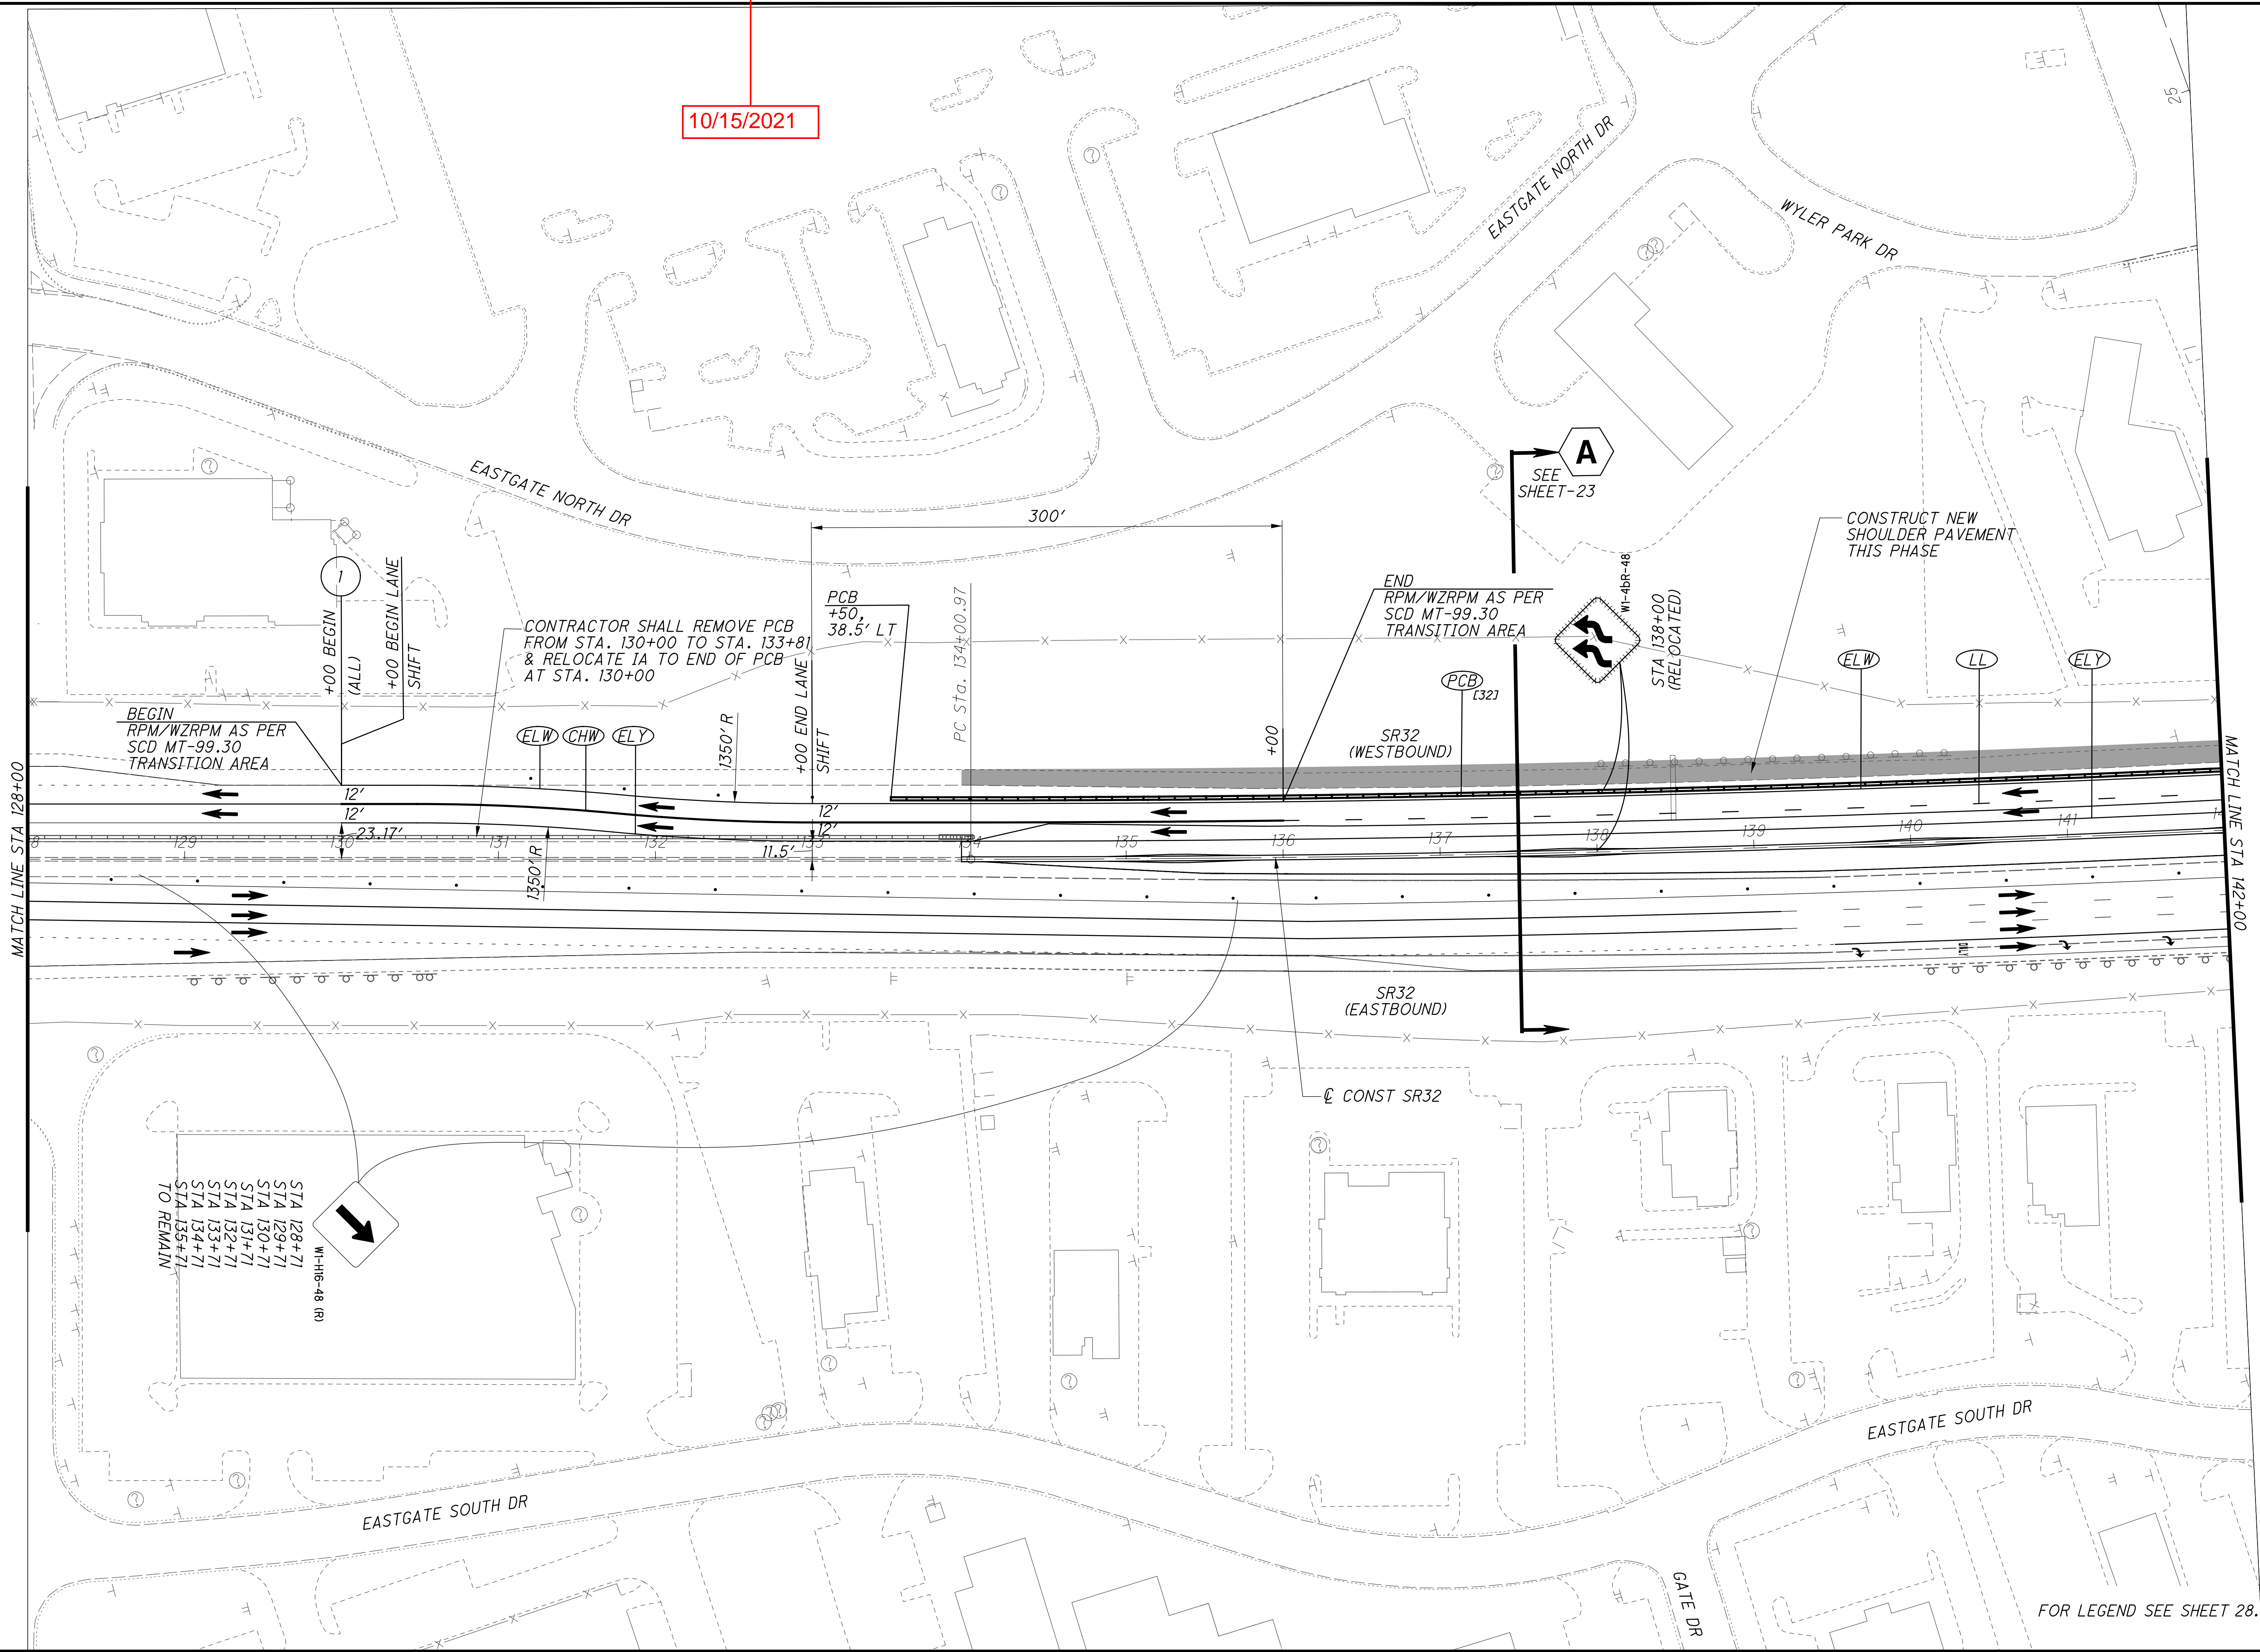 10/15/2021
25
EASTGATE NORTH DR
WYLER PARK DR
EASTGATE NORTH DR
A
SEE
SHEET-23
300'
CONSTRUCT NEW
SHOULDER PAVEMENT
THIS PHASE
1
+00 BEGIN
(ALL)
+00 BEGIN LANE
SHIFT
CONTRACTOR SHALL REMOVE PCB
FROM STA. 130+00 TO STA. 133+81
& RELOCATE IA TO END OF PCB
AT STA. 130+00
PCB
+50,
38.5' LT
PC Sta. 134+00.97
END
RPM/WZRPM AS PER
SCD MT-99.30
TRANSITION AREA
W1-4bR-48
STA 138+00
(RELOCATED)
BEGIN
RPM/WZRPM AS PER
SCD MT-99.30
TRANSITION AREA
ELW
CHW
ELY
1350' R
+00 END LANE
SHIFT
+00
SR32
(WESTBOUND)
PCB
[32]
ELW
LL
ELY
MATCH LINE STA 128+00
MATCH LINE STA 142+00
12'
12'
23.17'
12'
12'
11.5'
1350' R
8
129
130
131
132
133
134
135
136
137
138
139
140
141
14
ONLY
SR32
(EASTBOUND)
℄ CONST SR32
STA 128+71
STA 129+71
STA 130+71
STA 131+71
STA 132+71
STA 133+71
STA 134+71
STA 135+71
TO REMAIN
W1-H16-48 (R)
EASTGATE SOUTH DR
EASTGATE SOUTH DR
GATE DR
FOR LEGEND SEE SHEET 28.